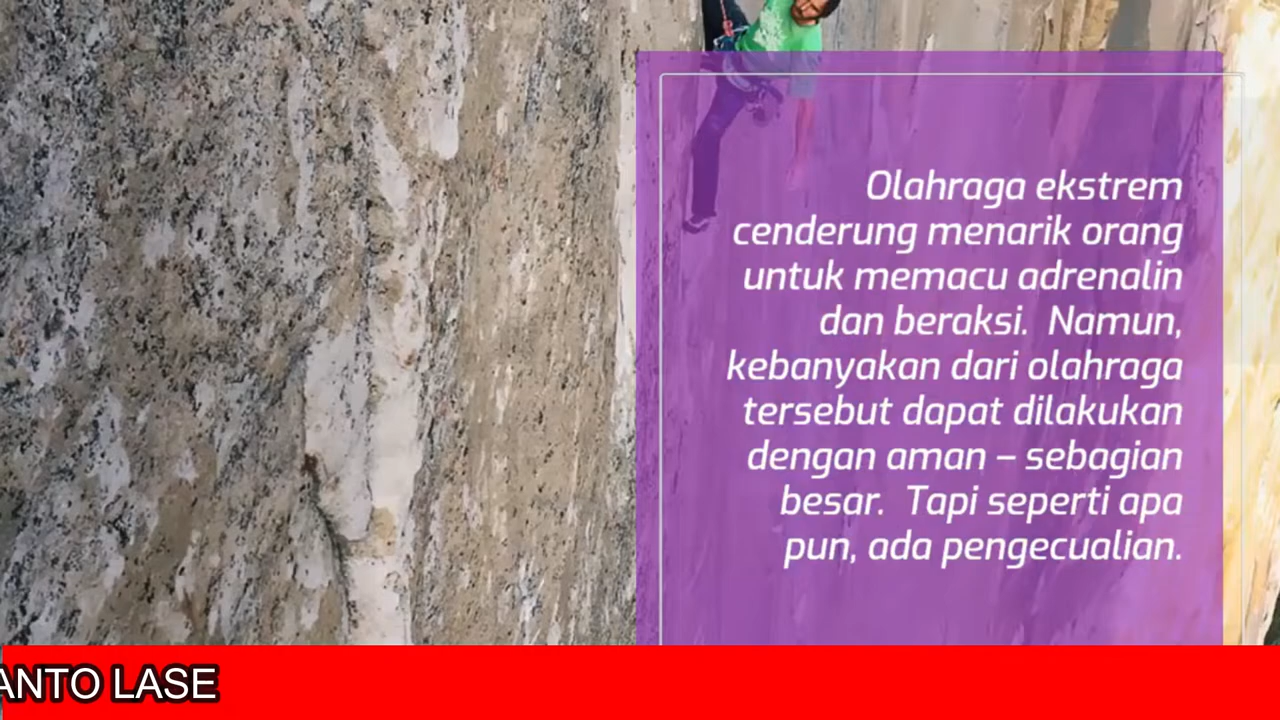 Olahraga ekstrem
cenderung menarik orang
untuk memacu adrenalin
dan beraksi. Namun,
kebanyakan dari olahraga
tersebut dapat dilakukan
dengan aman – sebagian
besar. Tapi seperti apa
pun, ada pengecualian.
ANTO LASE